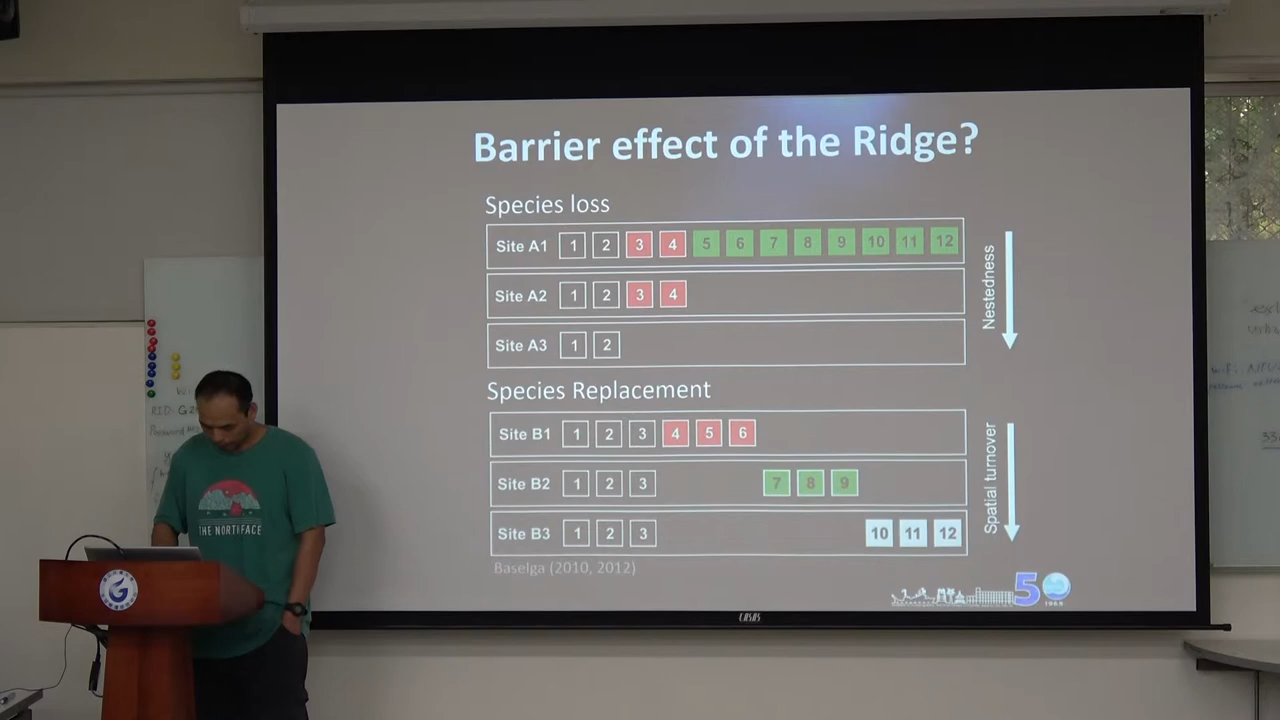 Barrier effect of the Ridge?
Species loss
Site A1 1 2 3 4 5 6 7 8 9 10 11 12
Site A2 1 2 3 4
Site A3 1 2
Nestedness
Species Replacement
Site B1 1 2 3 4 5 6
Site B2 1 2 3 7 8 9
Site B3 1 2 3 10 11 12
Spatial turnover
Baselga (2010, 2012)
50
THE NORTH FACE